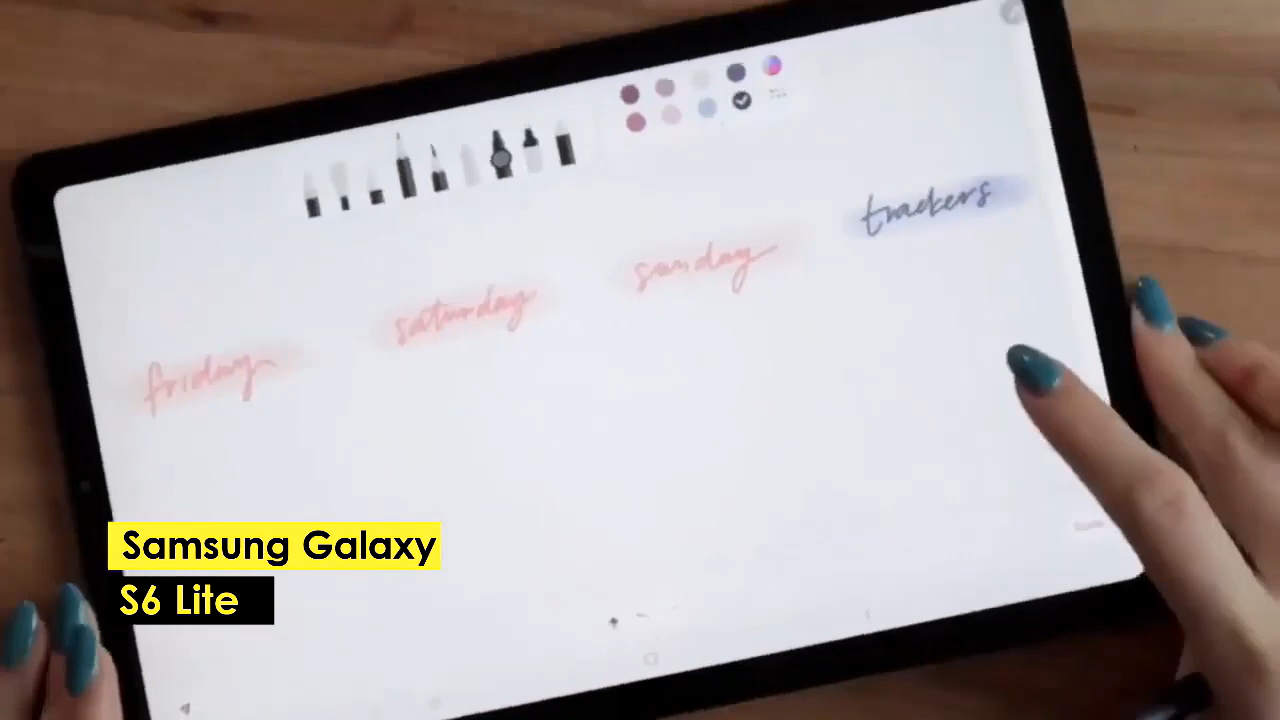 trackers
sunday
saturday
friday
Samsung Galaxy
S6 Lite